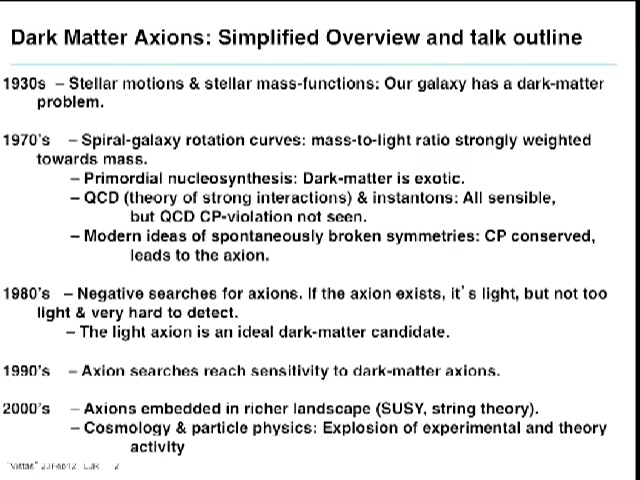 Dark Matter Axions: Simplified Overview and talk outline
1930s – Stellar motions & stellar mass-functions: Our galaxy has a dark-matter
problem.
1970's – Spiral-galaxy rotation curves: mass-to-light ratio strongly weighted
towards mass.
– Primordial nucleosynthesis: Dark-matter is exotic.
– QCD (theory of strong interactions) & instantons: All sensible,
but QCD CP-violation not seen.
– Modern ideas of spontaneously broken symmetries: CP conserved,
leads to the axion.
1980's – Negative searches for axions. If the axion exists, it's light, but not too
light & very hard to detect.
– The light axion is an ideal dark-matter candidate.
1990's – Axion searches reach sensitivity to dark-matter axions.
2000's – Axions embedded in richer landscape (SUSY, string theory).
– Cosmology & particle physics: Explosion of experimental and theory
activity
LJR 2